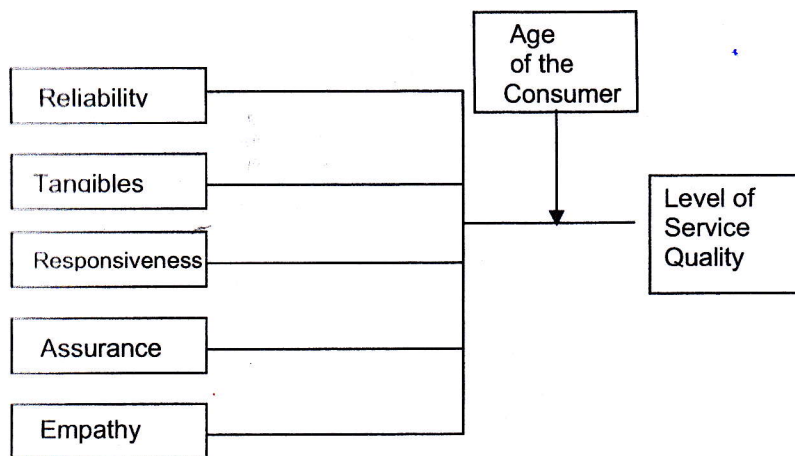 Age
of the
Consumer
Reliability
Tangibles
Responsiveness
Assurance
Empathy
Level of
Service
Quality